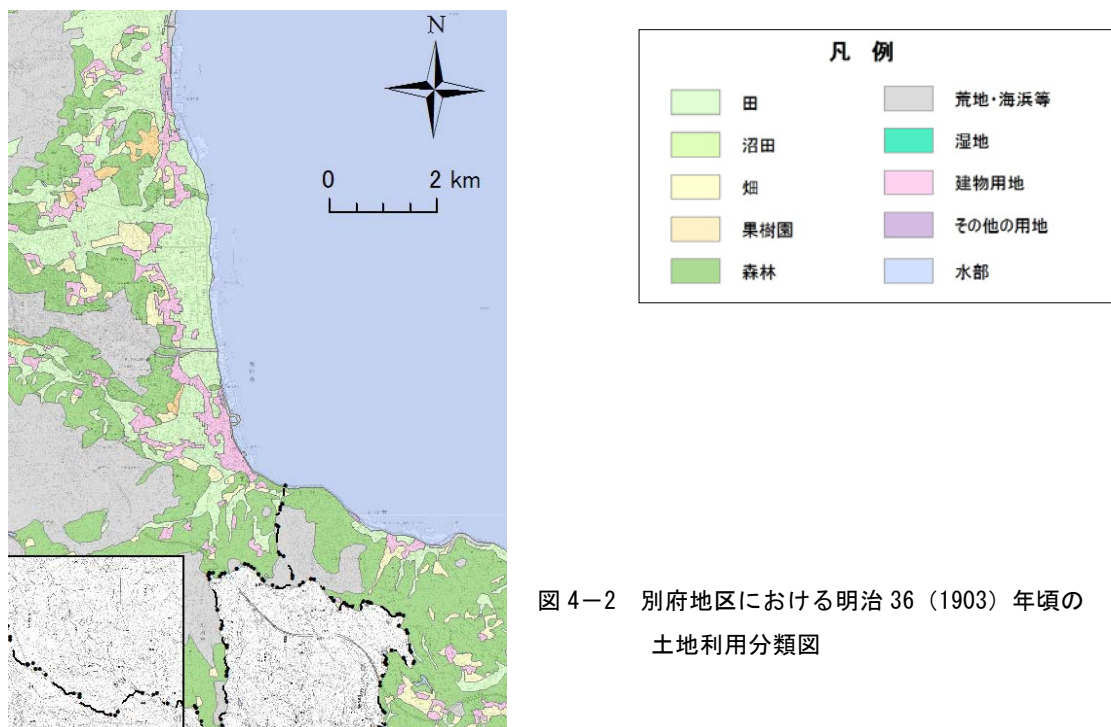 N
0 2 km
凡 例
田
沼田
畑
果樹園
森林
荒地・海浜等
湿地
建物用地
その他の用地
水部
図 4－2 別府地区における明治 36（1903）年頃の
土地利用分類図